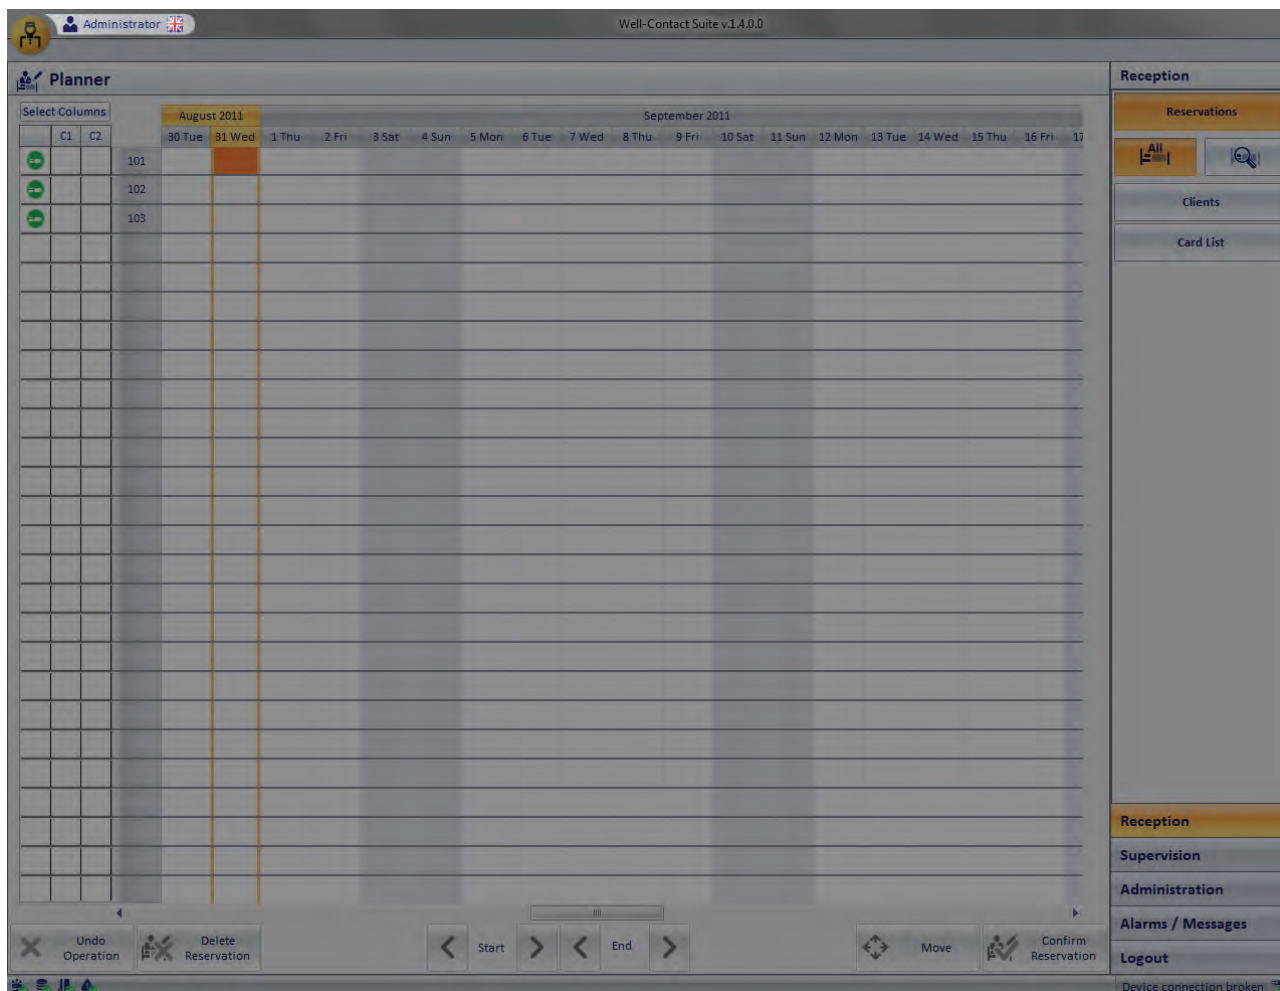 Administrator
Well-Contact Suite v.1.4.0.0
Planner
Reception
Select Columns
August 2011
September 2011
Reservations
C1 C2
30 Tue 31 Wed 1 Thu 2 Fri 3 Sat 4 Sun 5 Mon 6 Tue 7 Wed 8 Thu 9 Fri 10 Sat 11 Sun 12 Mon 13 Tue 14 Wed 15 Thu 16 Fri 17
All
101
102
103
Clients
Card List
Reception
Supervision
Administration
Alarms / Messages
Logout
Undo
Operation
Delete
Reservation
Start
End
Move
Confirm
Reservation
Device connection broken